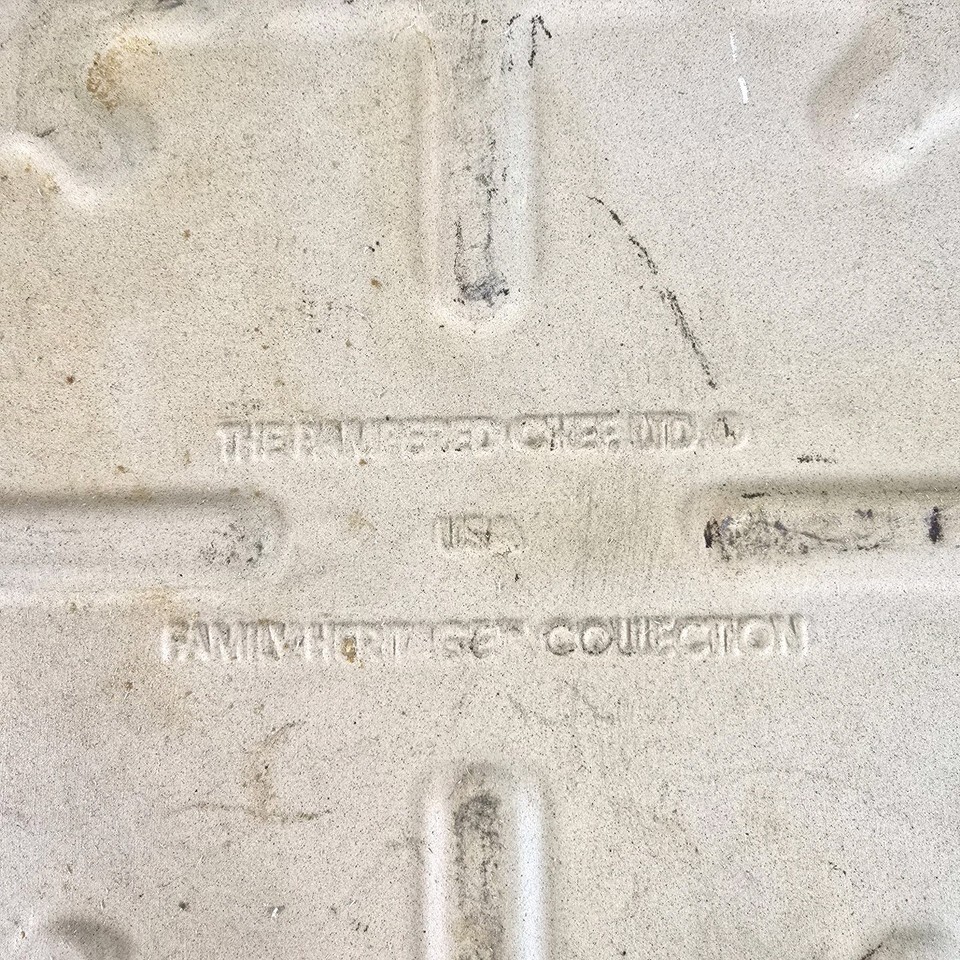 THE PAMPERED CHEF, LTD. ©
USA
FAMILY HERITAGE® COLLECTION